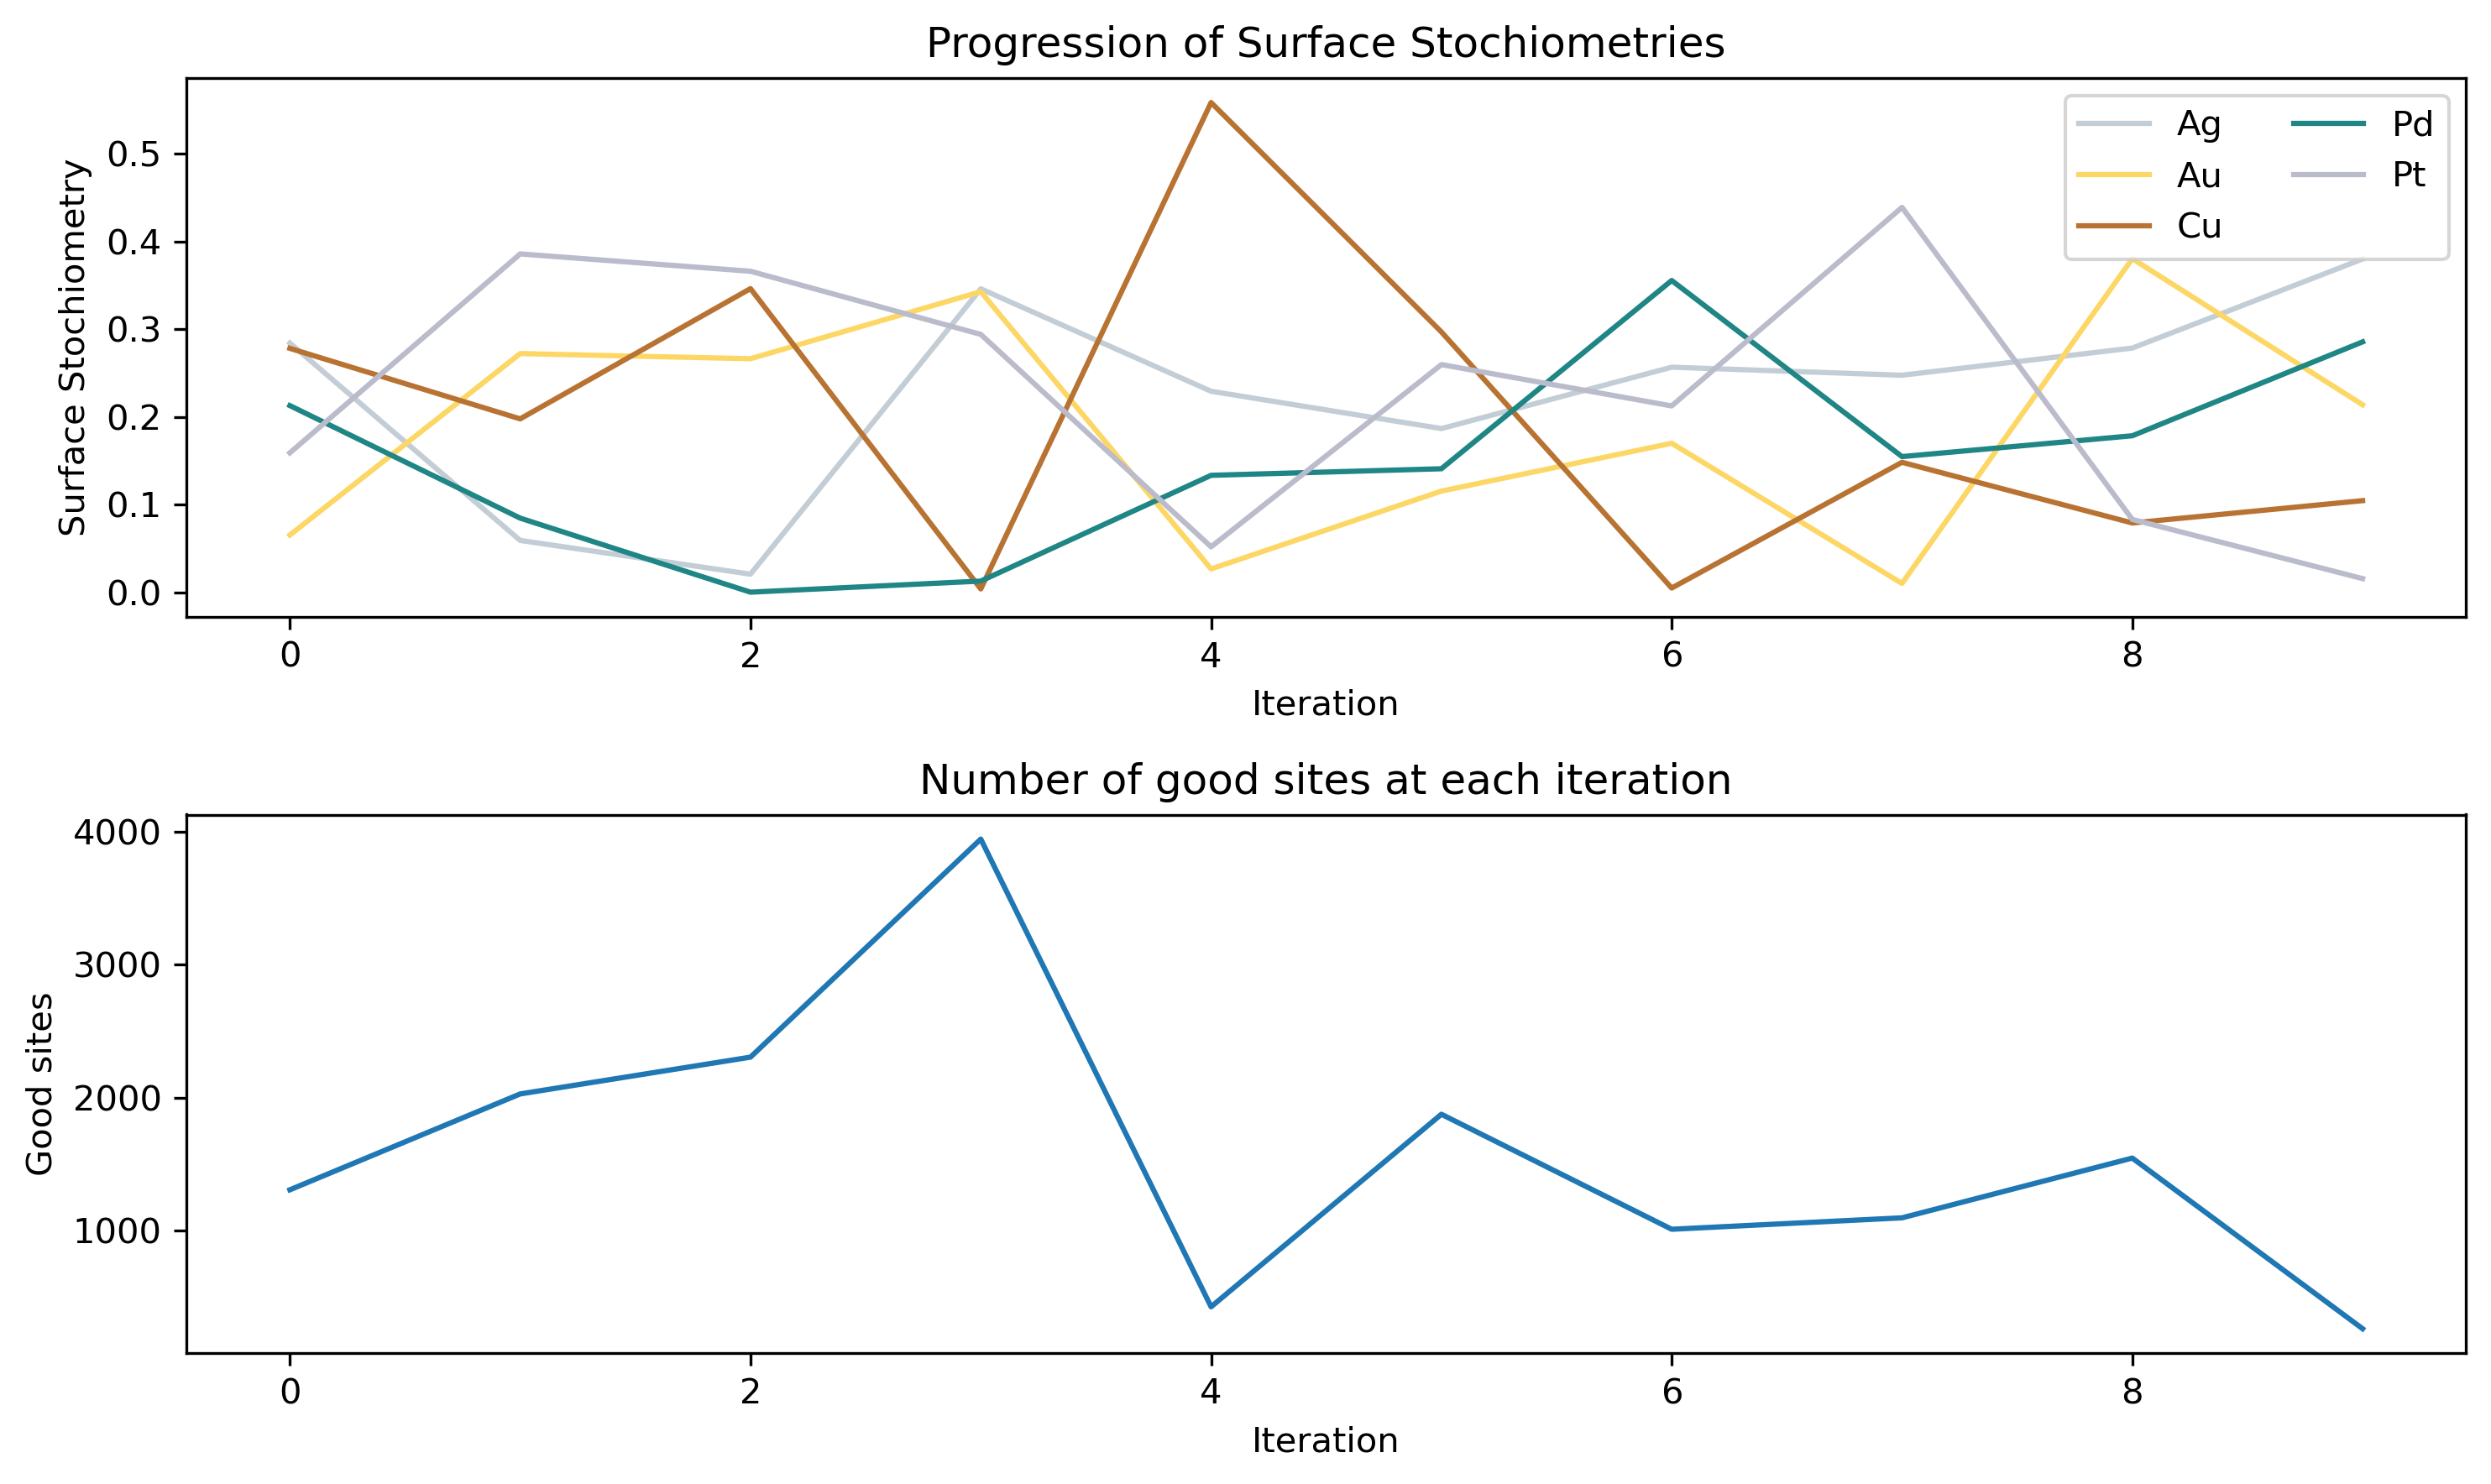 Progression of Surface Stochiometries
Surface Stochiometry
0.5
0.4
0.3
0.2
0.1
0.0
Ag
Au
Cu
Pd
Pt
0 2 4 6 8
Iteration
Number of good sites at each iteration
Good sites
4000
3000
2000
1000
0 2 4 6 8
Iteration